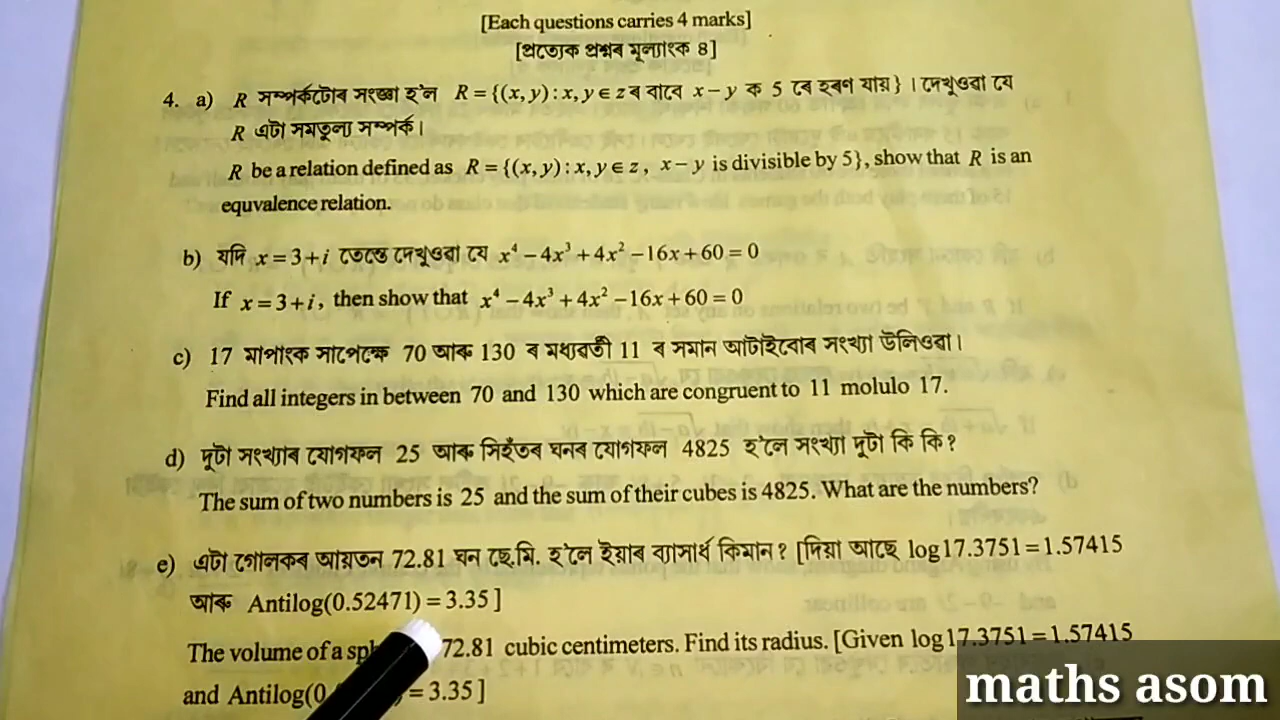 [Each questions carries 4 marks]
[প্ৰত্যেক প্ৰশ্নৰ মূল্যাংক 8]
4. a) R সম্পৰ্কটোৰ সংজ্ঞা হ'ল R = {(x, y) : x, y ∈ z ৰ বাবে x − y ক 5 ৰে হৰণ যায়} । দেখুওৱা যে
R এটা সমতুল্য সম্পৰ্ক।
R be a relation defined as R = {(x, y) : x, y ∈ z , x − y is divisible by 5}, show that R is an
equvalence relation.
b) যদি x = 3 + i তেন্তে দেখুওৱা যে x⁴ − 4x³ + 4x² − 16x + 60 = 0
If x = 3 + i, then show that x⁴ − 4x³ + 4x² − 16x + 60 = 0
c) 17 মাপাংক সাপেক্ষে 70 আৰু 130 ৰ মধ্যৱৰ্তী 11 ৰ সমান আটাইবোৰ সংখ্যা উলিওৱা।
Find all integers in between 70 and 130 which are congruent to 11 molulo 17.
d) দুটা সংখ্যাৰ যোগফল 25 আৰু সিহঁতৰ ঘনৰ যোগফল 4825 হ'লে সংখ্যা দুটা কি কি?
The sum of two numbers is 25 and the sum of their cubes is 4825. What are the numbers?
e) এটা গোলকৰ আয়তন 72.81 ঘন ছে.মি. হ'লে ইয়াৰ ব্যাসাৰ্ধ কিমান? [দিয়া আছে log17.3751 = 1.57415
আৰু Antilog(0.52471) = 3.35 ]
The volume of a 72.81 cubic centimeters. Find its radius. [Given log17.3751 = 1.57415
and Antilog(0 = 3.35 ]
maths asom